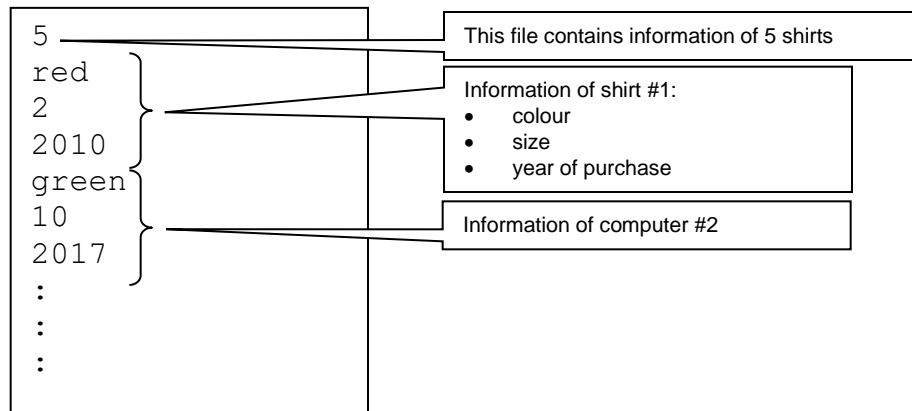 5
red
2
2010
green
10
2017
:
:
:
This file contains information of 5 shirts
Information of shirt #1:
• colour
• size
• year of purchase
Information of computer #2